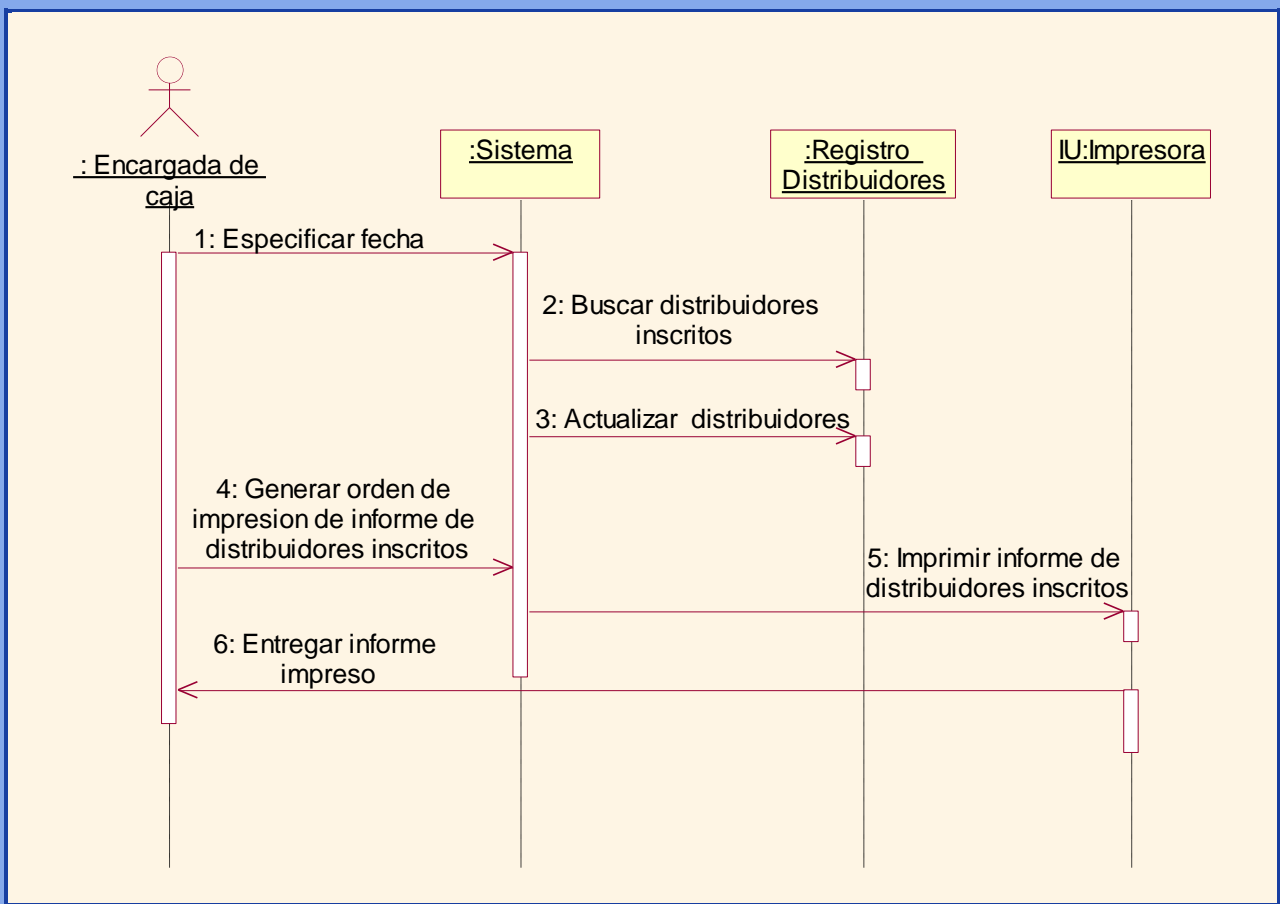 : Encargada de
caja
:Sistema
:Registro
Distribuidores
IU:Impresora
1: Especificar fecha
2: Buscar distribuidores
inscritos
3: Actualizar distribuidores
4: Generar orden de
impresion de informe de
distribuidores inscritos
5: Imprimir informe de
distribuidores inscritos
6: Entregar informe
impreso